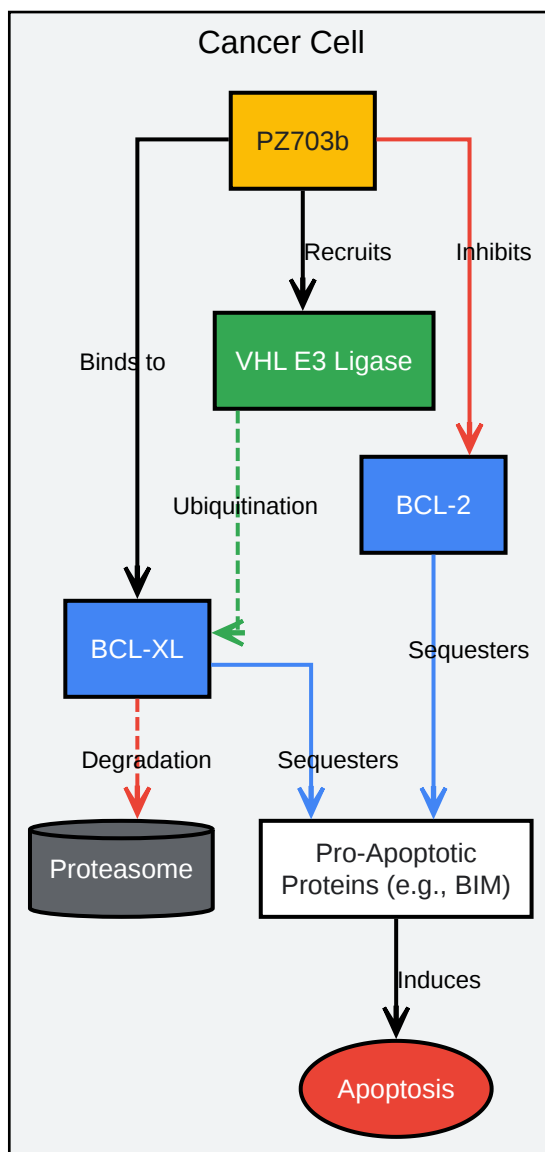 Cancer Cell
PZ703b
Recruits
Inhibits
VHL E3 Ligase
Binds to
Ubiquitination
BCL-2
BCL-XL
Sequesters
Degradation
Sequesters
Proteasome
Pro-Apoptotic
Proteins (e.g., BIM)
Induces
Apoptosis